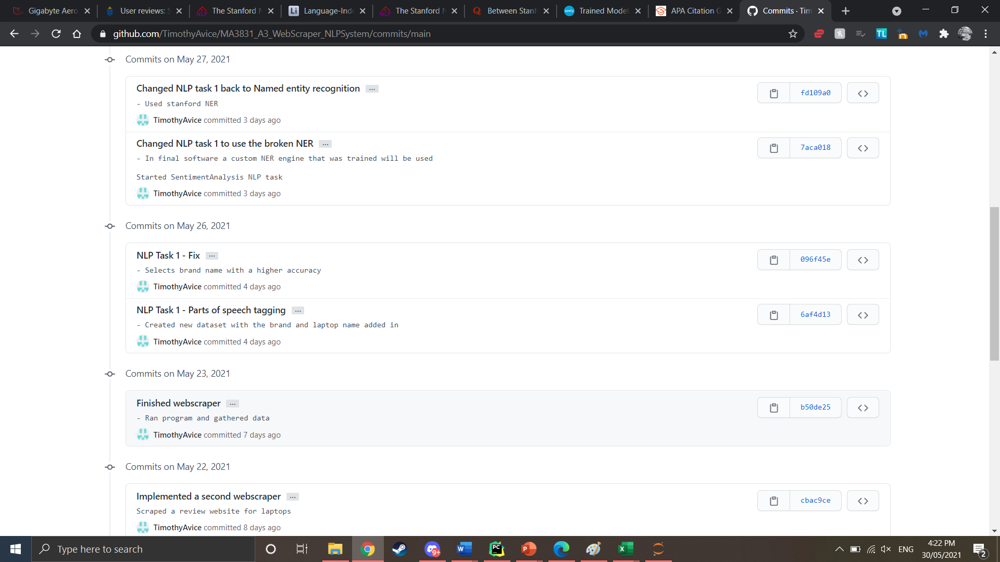 Gigabyte Aero
User reviews: S
The Stanford N
Li Language-Inde
The Stanford N
Between Stanf
spaCy Trained Model
APA Citation G
Commits · Tim
github.com/TimothyAvice/MA3831_A3_WebScraper_NLPSystem/commits/main
TL
Commits on May 27, 2021
Changed NLP task 1 back to Named entity recognition ...
fd109a0
- Used stanford NER
TimothyAvice committed 3 days ago
Changed NLP task 1 to use the broken NER ...
7aca018
- In final software a custom NER engine that was trained will be used
Started SentimentAnalysis NLP task
TimothyAvice committed 3 days ago
Commits on May 26, 2021
NLP Task 1 - Fix ...
096f45e
- Selects brand name with a higher accuracy
TimothyAvice committed 4 days ago
NLP Task 1 - Parts of speech tagging ...
6af4d13
- Created new dataset with the brand and laptop name added in
TimothyAvice committed 4 days ago
Commits on May 23, 2021
Finished webscraper ...
b50de25
- Ran program and gathered data
TimothyAvice committed 7 days ago
Commits on May 22, 2021
Implemented a second webscraper ...
cbac9ce
Scraped a review website for laptops
TimothyAvice committed 8 days ago
Type here to search
9+
W
PC
P
X
ENG
4:22 PM
30/05/2021
2